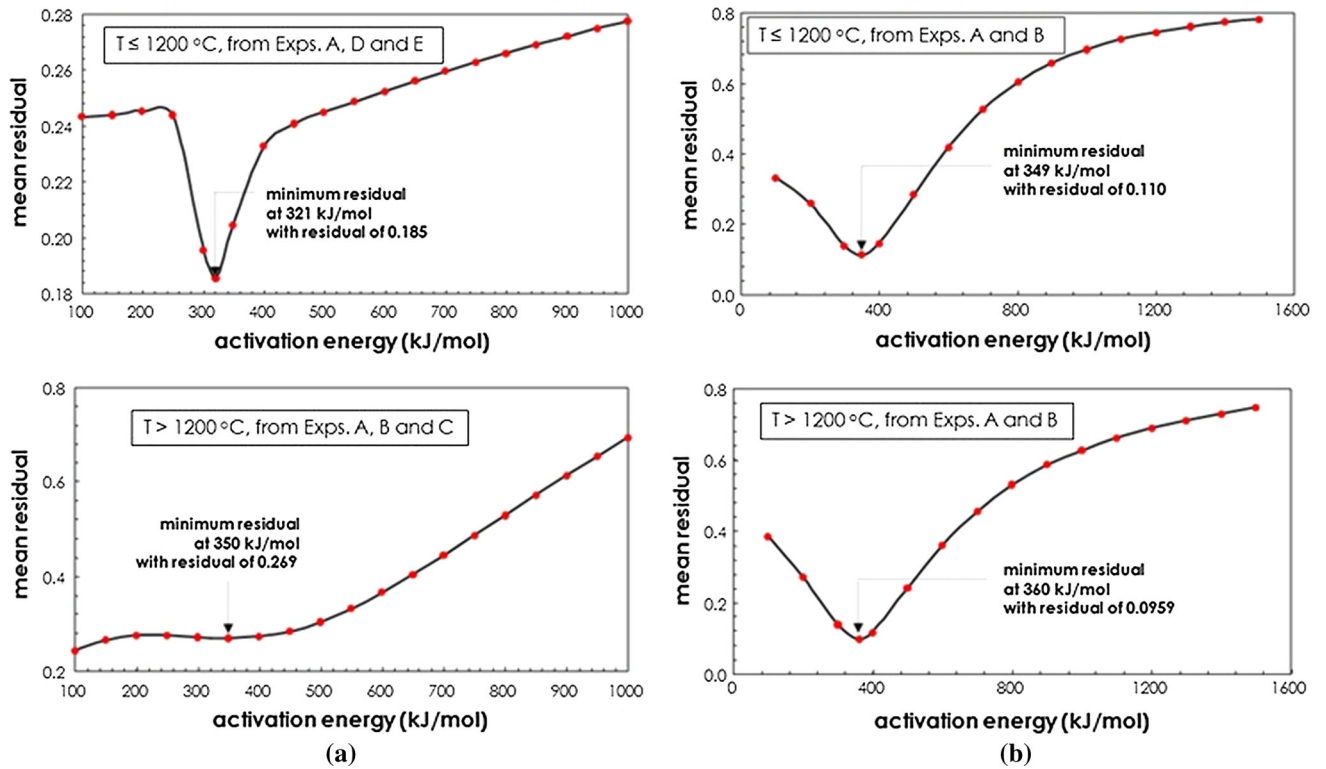 0.28
0.26
0.24
0.22
0.20
0.18
mean residual
T ≤ 1200 ºC, from Exps. A, D and E
minimum residual
at 321 kJ/mol
with residual of 0.185
100 200 300 400 500 600 700 800 900 1000
activation energy (kJ/mol)
0.8
0.6
0.4
0.2
0.0
mean residual
T ≤ 1200 ºC, from Exps. A and B
minimum residual
at 349 kJ/mol
with residual of 0.110
0 400 800 1200 1600
activation energy (kJ/mol)
0.8
0.6
0.4
0.2
mean residual
T > 1200 ºC, from Exps. A, B and C
minimum residual
at 350 kJ/mol
with residual of 0.269
100 200 300 400 500 600 700 800 900 1000
activation energy (kJ/mol)
(a)
0.8
0.6
0.4
0.2
0.0
mean residual
T > 1200 ºC, from Exps. A and B
minimum residual
at 360 kJ/mol
with residual of 0.0959
0 400 800 1200 1600
activation energy (kJ/mol)
(b)